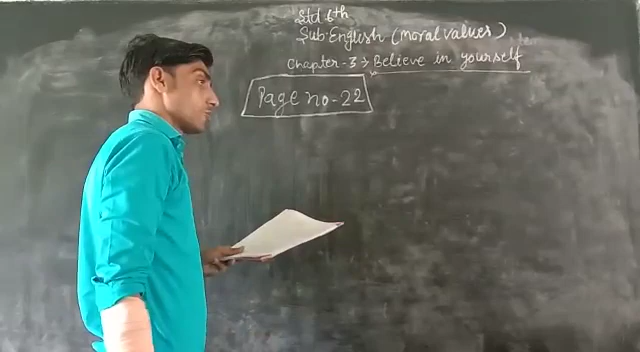 Std 6th
Sub-English (moral values)
Chapter-3 → Believe in yourself
Page no-22